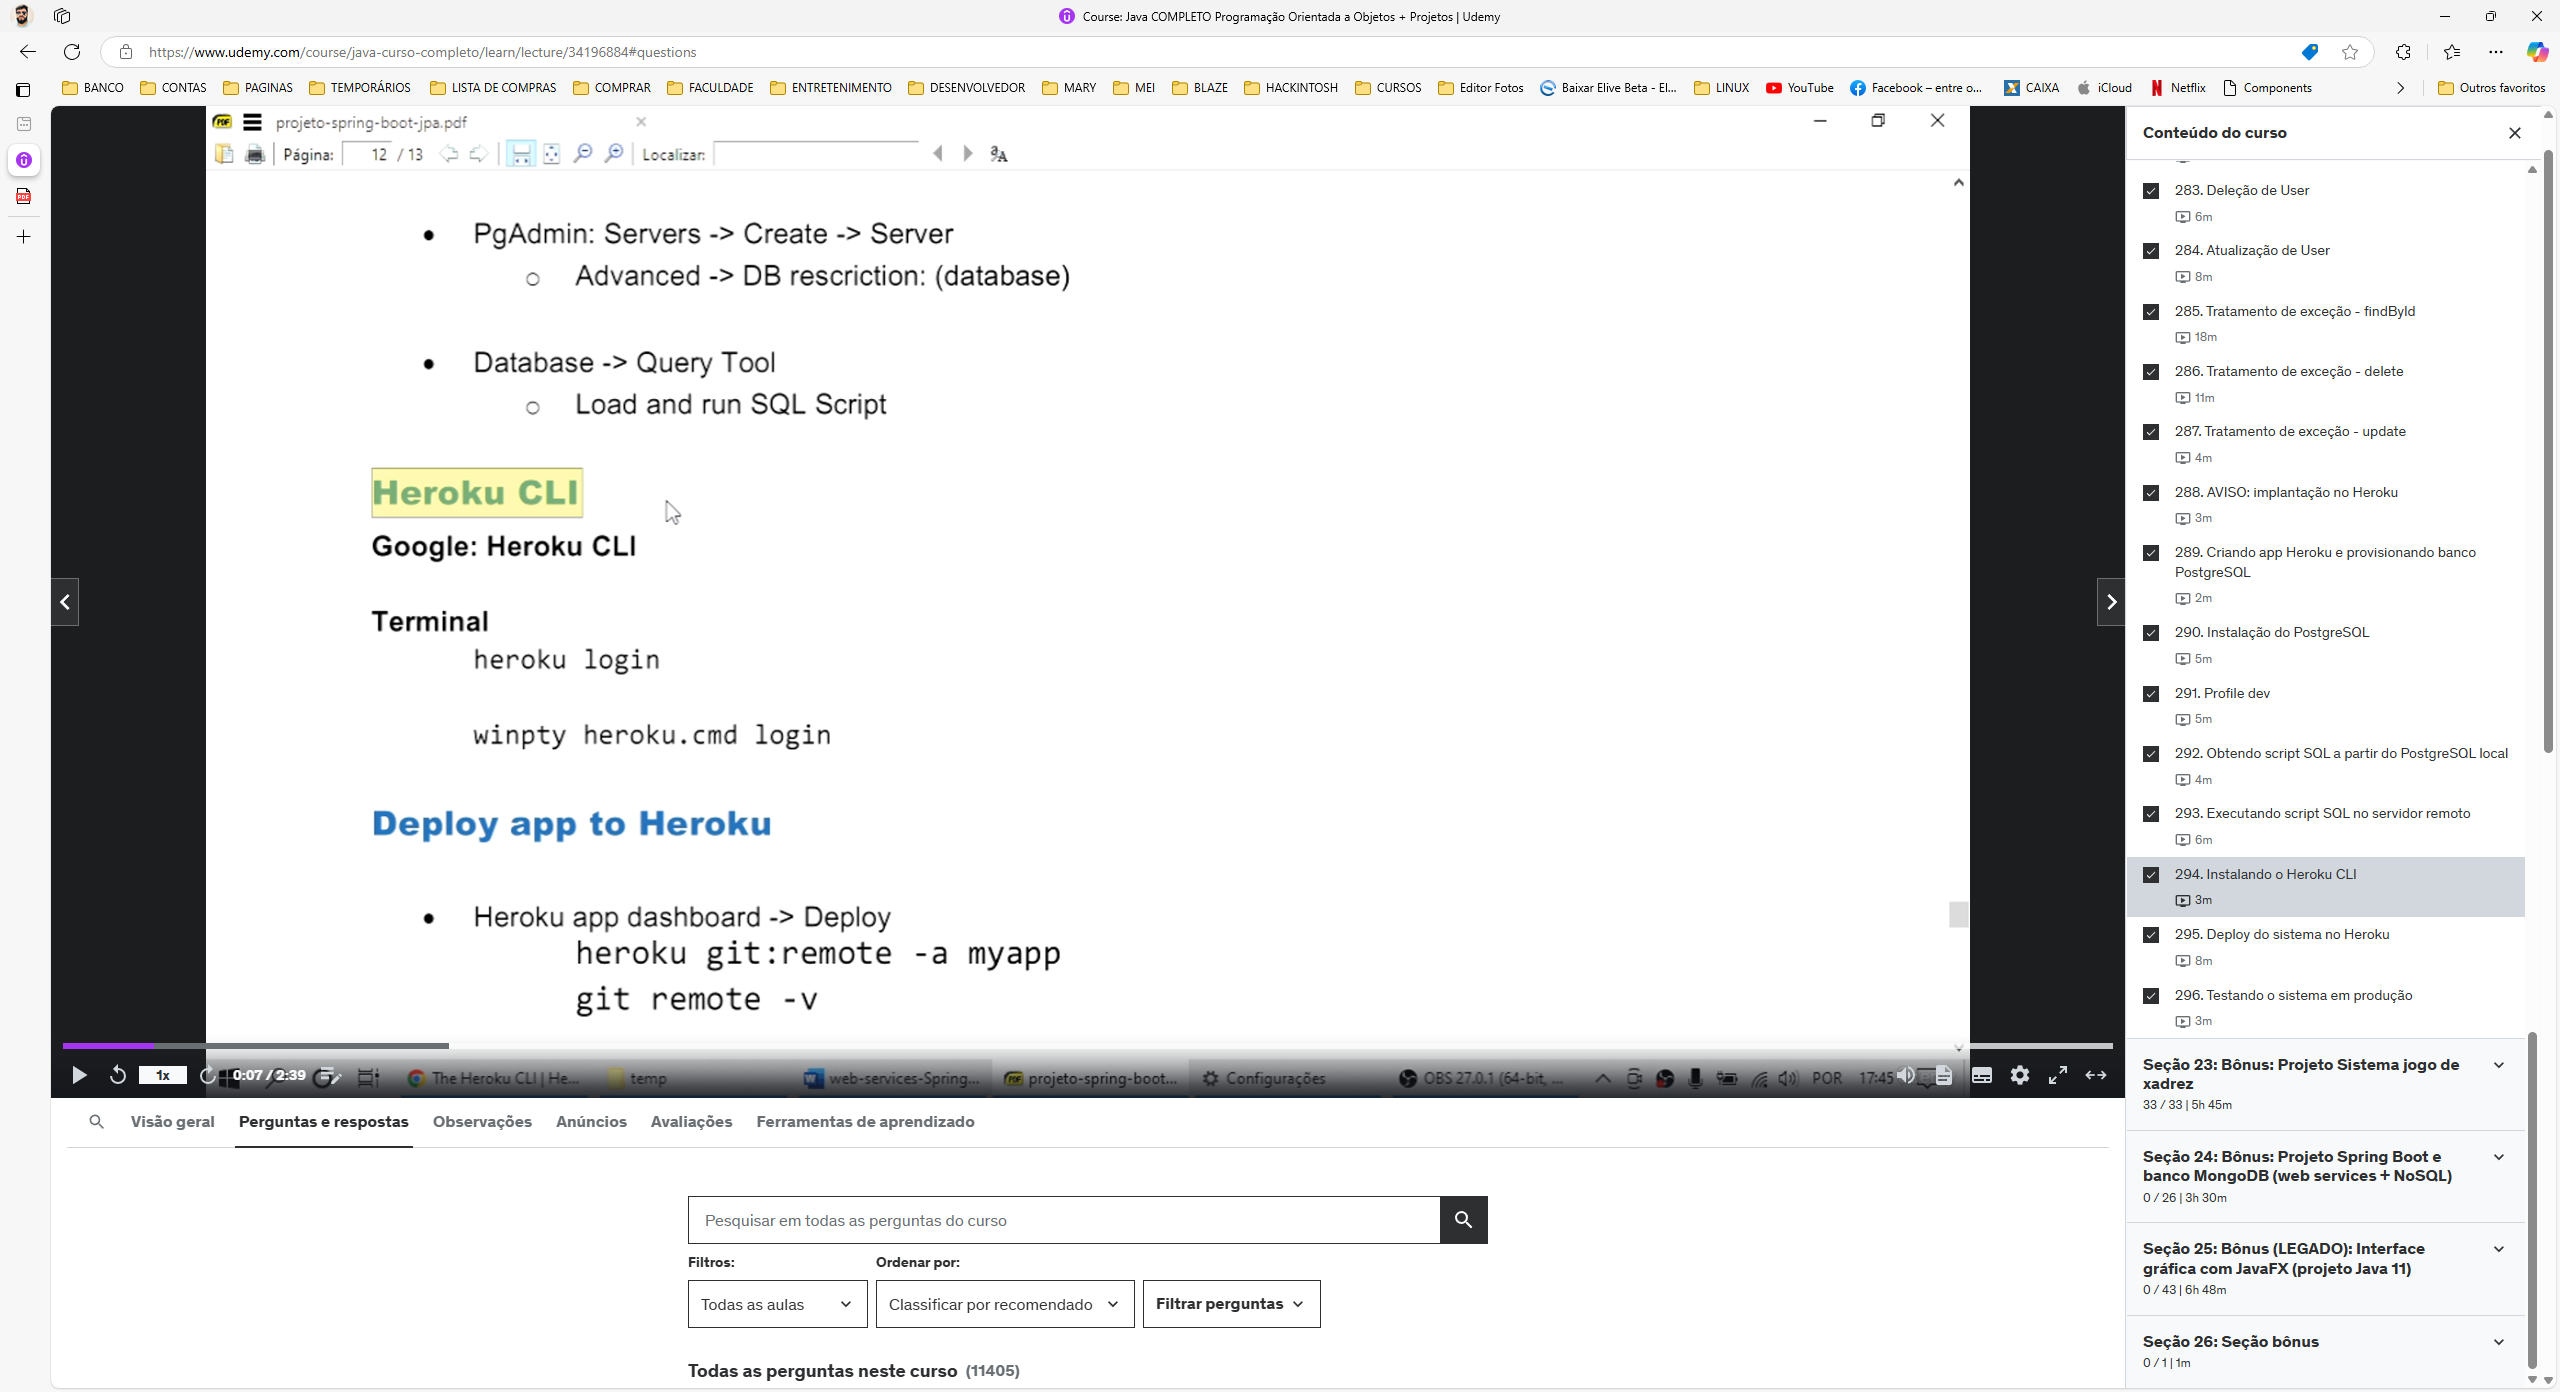 Course: Java COMPLETO Programação Orientada a Objetos + Projetos | Udemy
https://www.udemy.com/course/java-curso-completo/learn/lecture/34196884#questions
BANCO CONTAS PAGINAS TEMPORÁRIOS LISTA DE COMPRAS COMPRAR FACULDADE ENTRETENIMENTO DESENVOLVEDOR MARY MEI BLAZE HACKINTOSH CURSOS Editor Fotos Baixar Elive Beta - El... LINUX YouTube Facebook – entre o... CAIXA iCloud Netflix Components Outros favoritos
projeto-spring-boot-jpa.pdf
Página: 12 / 13 Localizar:
PgAdmin: Servers -> Create -> Server
Advanced -> DB rescriction: (database)
Database -> Query Tool
Load and run SQL Script
Heroku CLI
Google: Heroku CLI
Terminal
heroku login
winpty heroku.cmd login
Deploy app to Heroku
Heroku app dashboard -> Deploy
heroku git:remote -a myapp
git remote -v
1x 0:07 / 2:39 The Heroku CLI | He... temp web-services-Spring... projeto-spring-boot... Configurações OBS 27.0.1 (64-bit, ... POR 17:45
Visão geral Perguntas e respostas Observações Anúncios Avaliações Ferramentas de aprendizado
Pesquisar em todas as perguntas do curso
Filtros: Ordenar por:
Todas as aulas Classificar por recomendado Filtrar perguntas
Todas as perguntas neste curso (11405)
Conteúdo do curso
283. Deleção de User
6m
284. Atualização de User
8m
285. Tratamento de exceção - findById
18m
286. Tratamento de exceção - delete
11m
287. Tratamento de exceção - update
4m
288. AVISO: implantação no Heroku
3m
289. Criando app Heroku e provisionando banco
PostgreSQL
2m
290. Instalação do PostgreSQL
5m
291. Profile dev
5m
292. Obtendo script SQL a partir do PostgreSQL local
4m
293. Executando script SQL no servidor remoto
6m
294. Instalando o Heroku CLI
3m
295. Deploy do sistema no Heroku
8m
296. Testando o sistema em produção
3m
Seção 23: Bônus: Projeto Sistema jogo de
xadrez
33 / 33 | 5h 45m
Seção 24: Bônus: Projeto Spring Boot e
banco MongoDB (web services + NoSQL)
0 / 26 | 3h 30m
Seção 25: Bônus (LEGADO): Interface
gráfica com JavaFX (projeto Java 11)
0 / 43 | 6h 48m
Seção 26: Seção bônus
0 / 1 | 1m